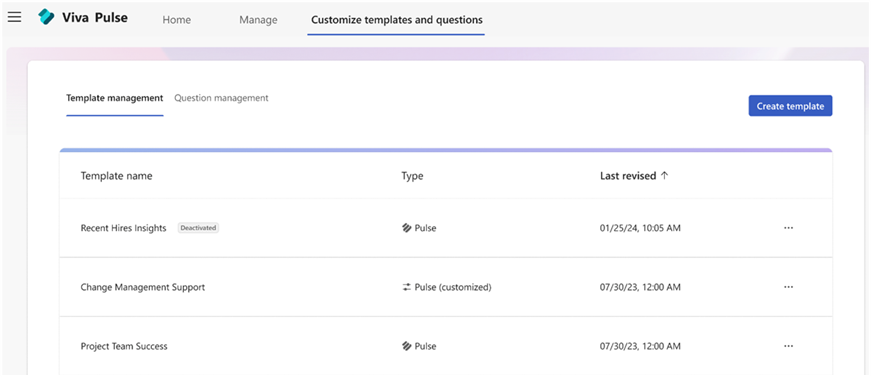 Viva Pulse Home Manage Customize templates and questions
Template management Question management
Create template
Template name Type Last revised ↑
Recent Hires Insights Deactivated Pulse 01/25/24, 10:05 AM ...
Change Management Support Pulse (customized) 07/30/23, 12:00 AM ...
Project Team Success Pulse 07/30/23, 12:00 AM ...